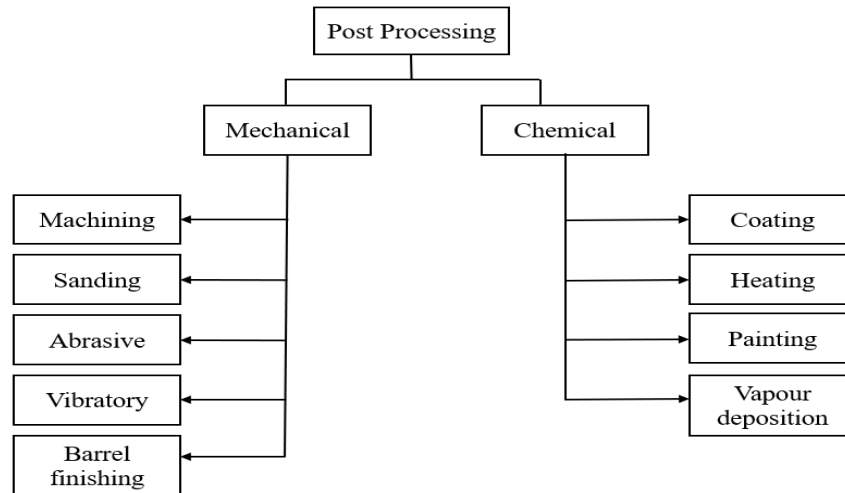 Post Processing
Mechanical
Chemical
Machining
Sanding
Abrasive
Vibratory
Barrel
finishing
Coating
Heating
Painting
Vapour
deposition